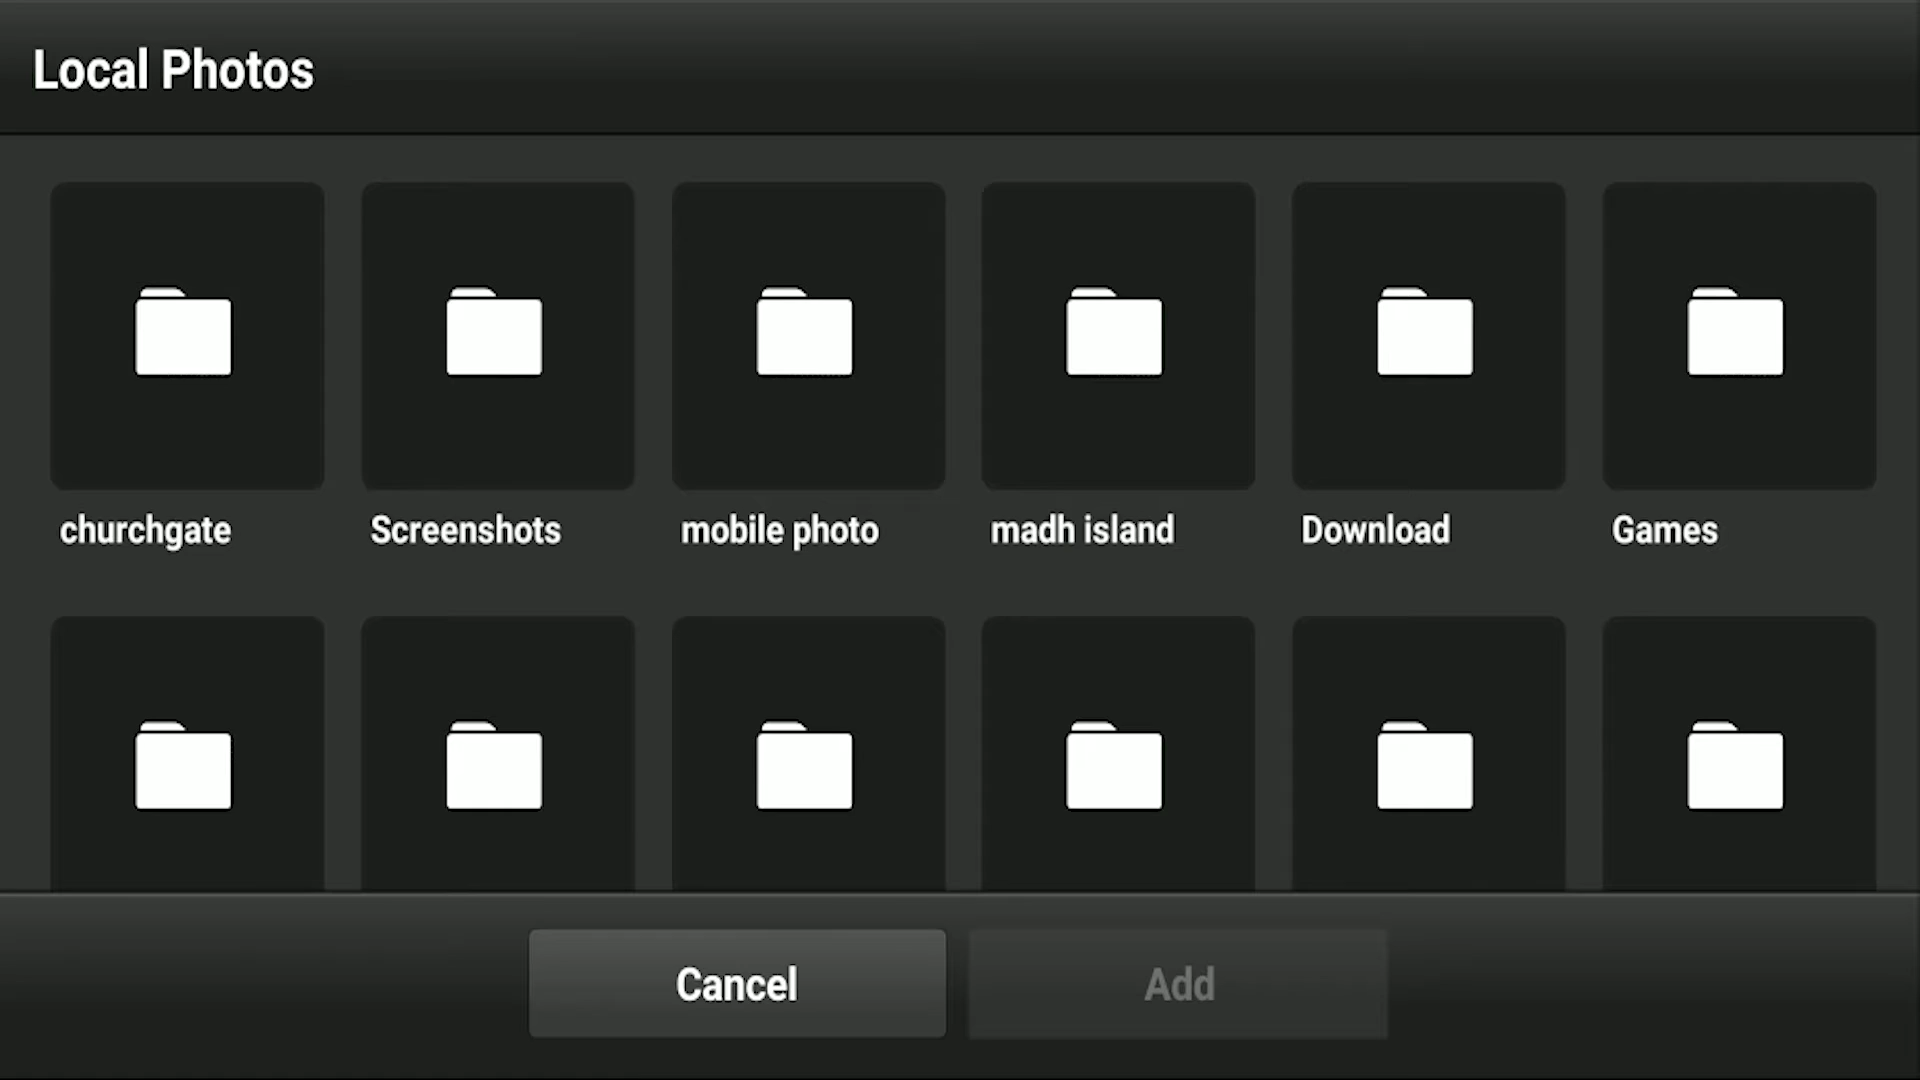 Local Photos
churchgate
Screenshots
mobile photo
madh island
Download
Games
Cancel
Add